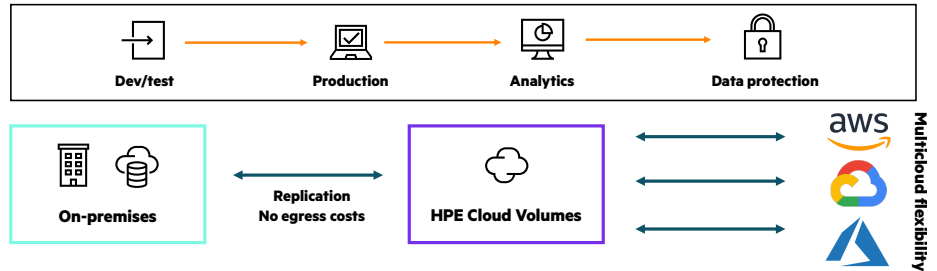 Dev/test
Production
Analytics
Data protection
On-premises
Replication
No egress costs
HPE Cloud Volumes
aws
Multicloud flexibility